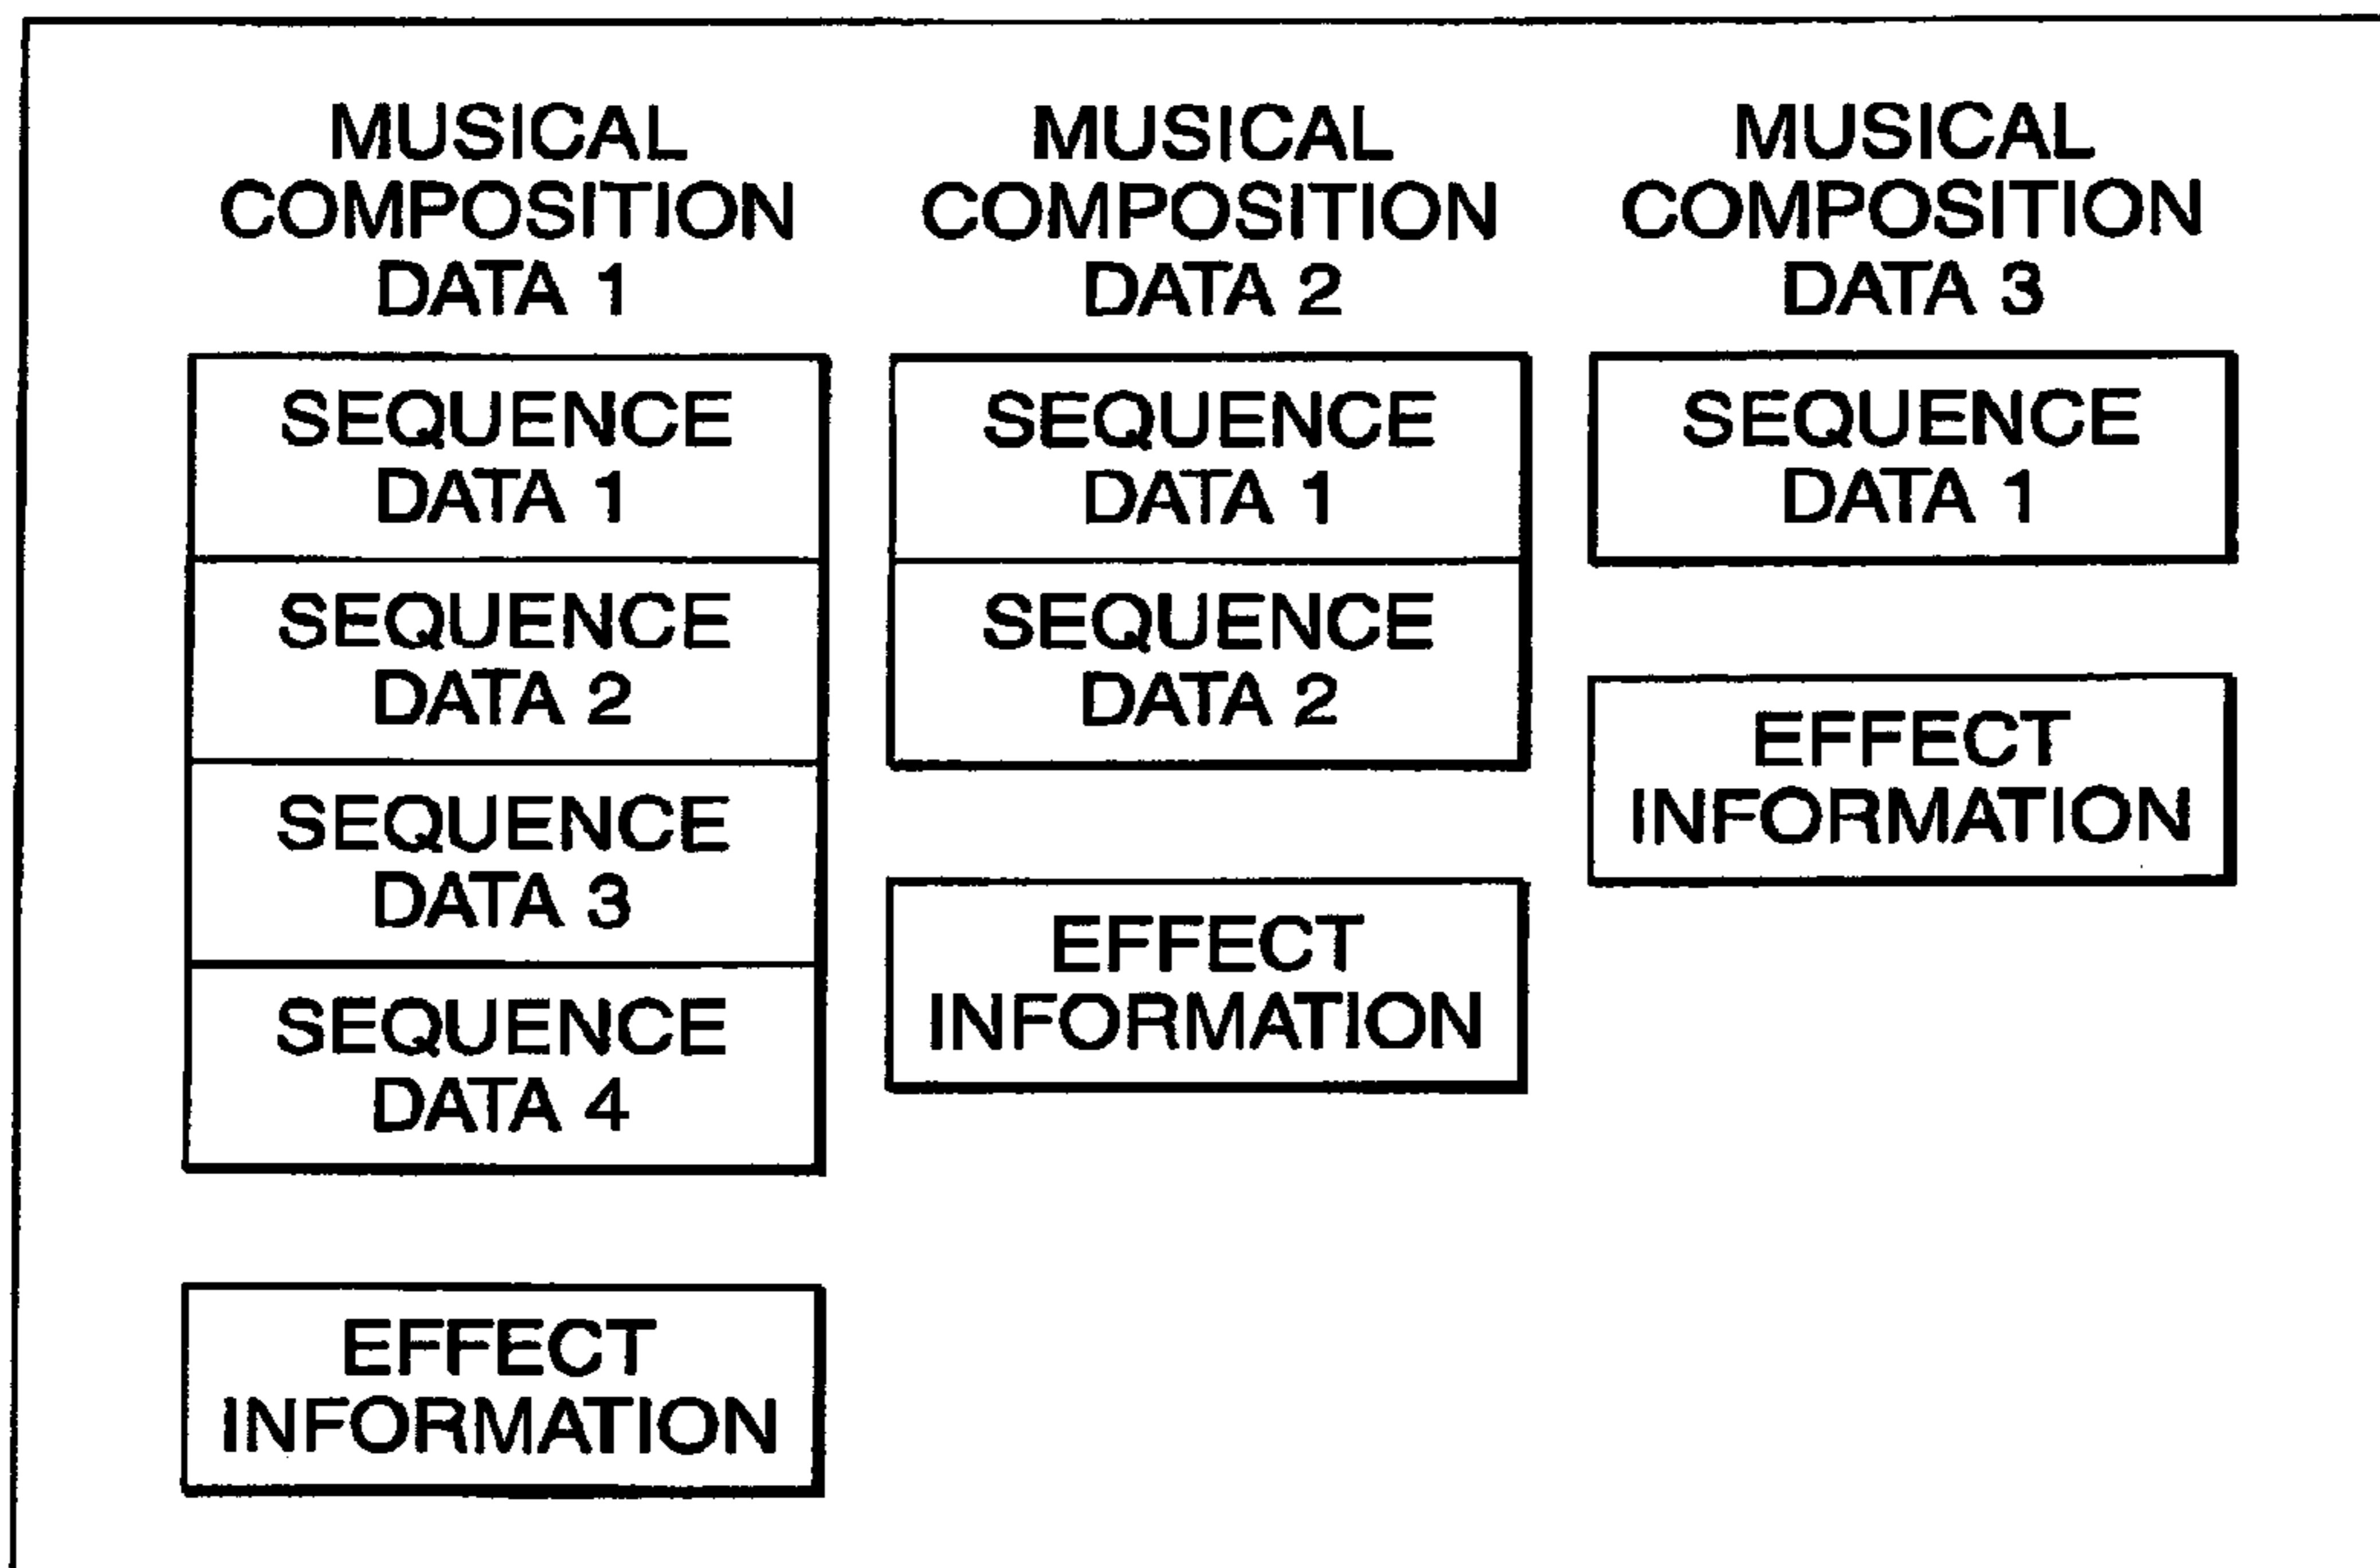 MUSICAL
COMPOSITION
DATA 1
SEQUENCE
DATA 1
SEQUENCE
DATA 2
SEQUENCE
DATA 3
SEQUENCE
DATA 4
EFFECT
INFORMATION
MUSICAL
COMPOSITION
DATA 2
SEQUENCE
DATA 1
SEQUENCE
DATA 2
EFFECT
INFORMATION
MUSICAL
COMPOSITION
DATA 3
SEQUENCE
DATA 1
EFFECT
INFORMATION